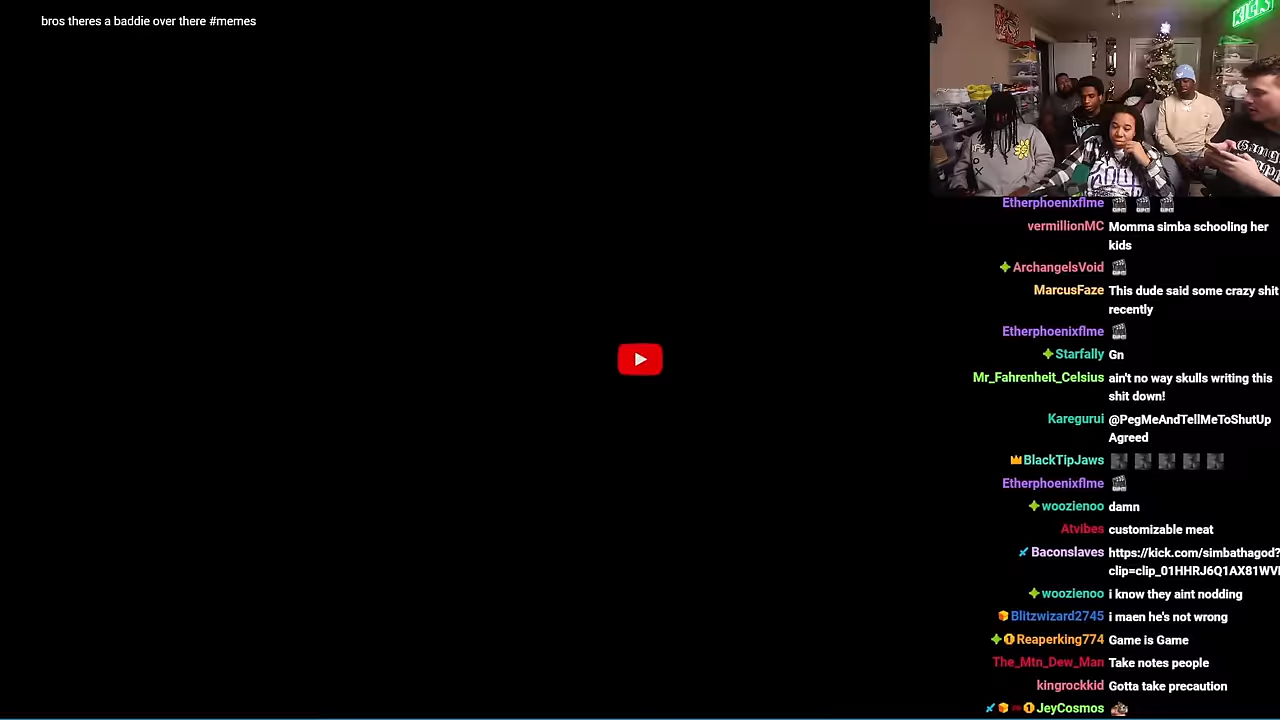 bros theres a baddie over there #memes
KICKS
Etherphoenixflme
vermillionMC Momma simba schooling her
kids
ArchangelsVoid
MarcusFaze This dude said some crazy shit
recently
Etherphoenixflme
Starfally Gn
Mr_Fahrenheit_Celsius ain't no way skulls writing this
shit down!
Karegurui @PegMeAndTellMeToShutUp
Agreed
BlackTipJaws
Etherphoenixflme
woozienoo damn
Atvibes customizable meat
Baconslaves https://kick.com/simbathagod?
clip=clip_01HHRJ6Q1AX81WV
woozienoo i know they aint nodding
Blitzwizard2745 i maen he's not wrong
Reaperking774 Game is Game
The_Mtn_Dew_Man Take notes people
kingrockkid Gotta take precaution
JeyCosmos